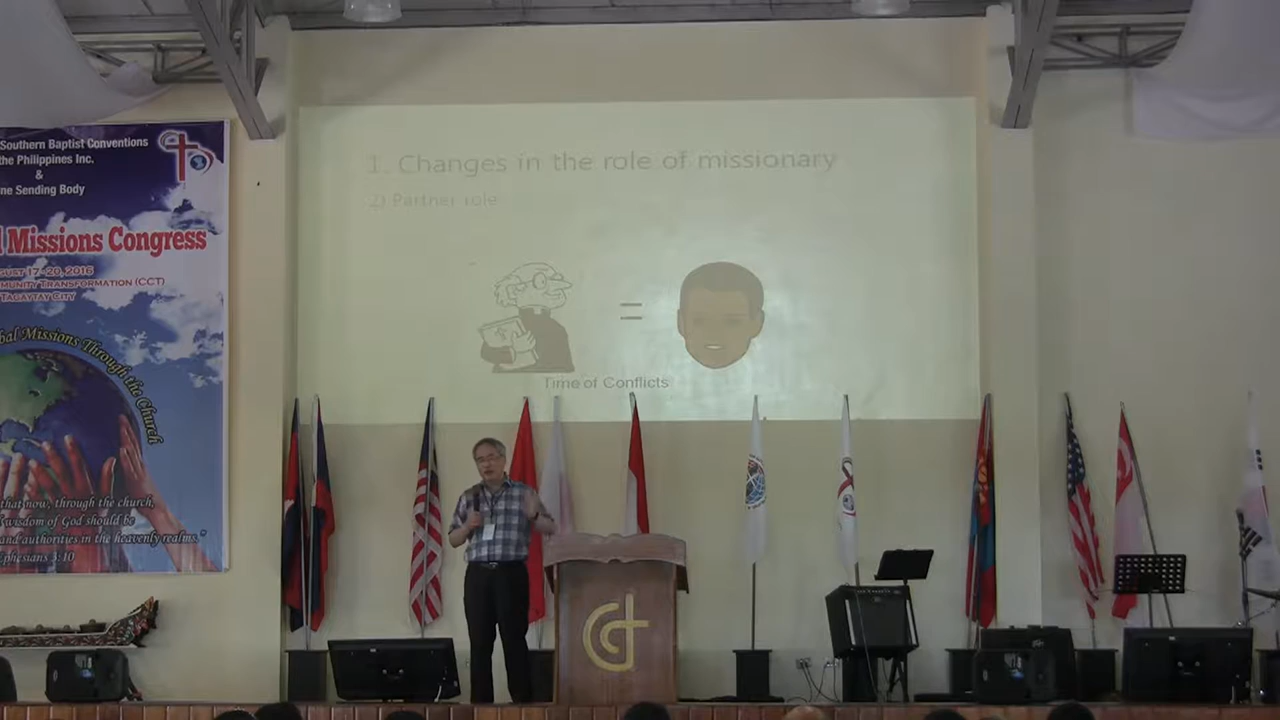 Southern Baptist Conventions
the Philippines Inc.
&
ne Sending Body
Missions Congress
17-20, 2016
MUNITY TRANSFORMATION (CCT)
TAGAYTAY CITY
bal Missions Through the Church
that now, through the church,
wisdom of God should be
and authorities in the heavenly realms."
Ephesians 3:10
1. Changes in the role of missionary
2) Partner role
=
Time of Conflicts